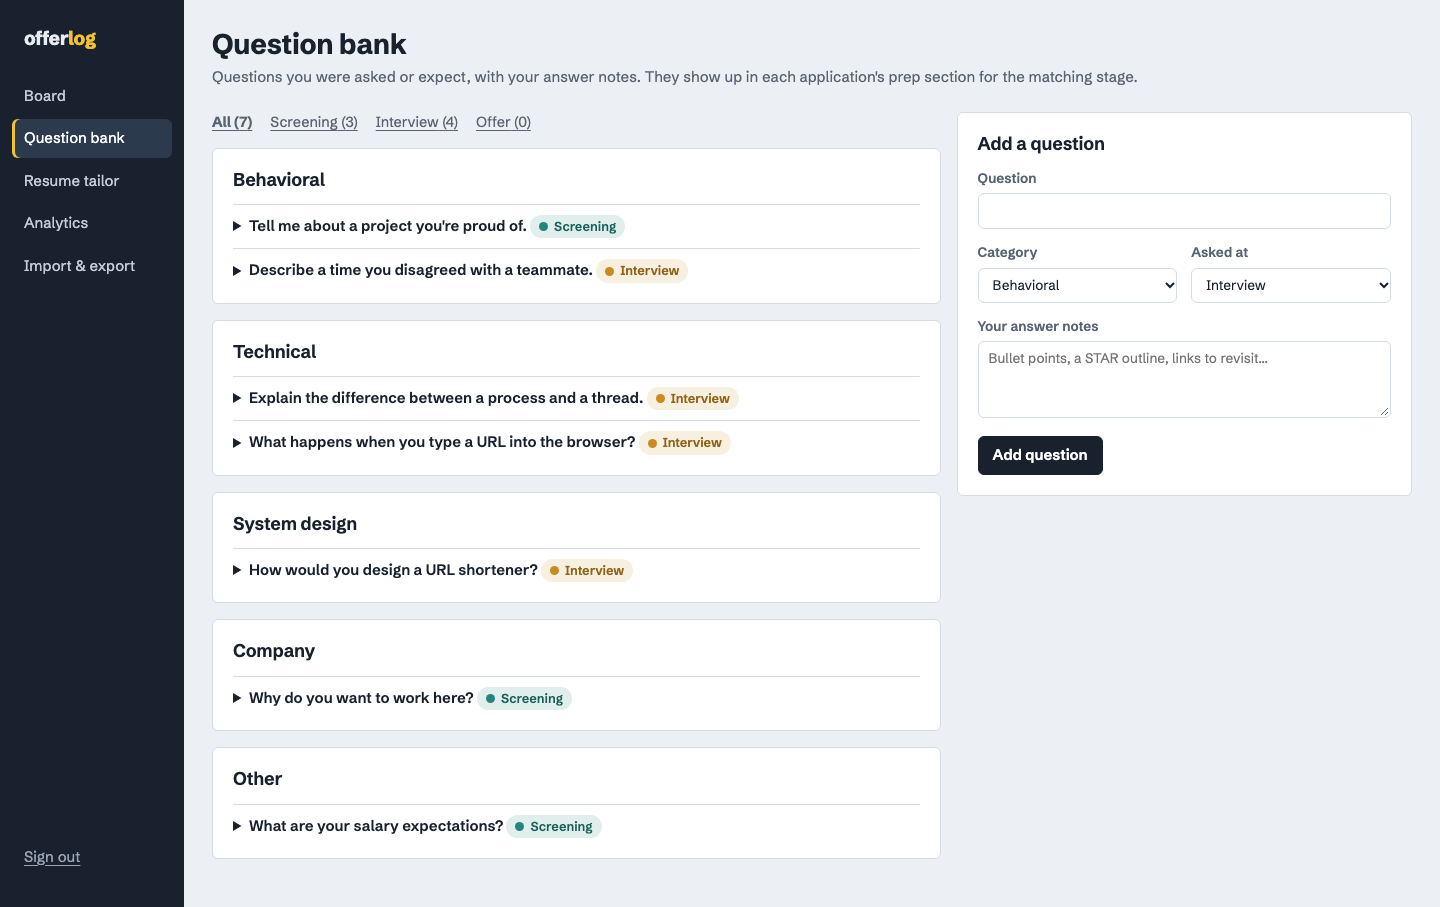 offerlog
Board
Question bank
Resume tailor
Analytics
Import & export
Sign out
Question bank
Questions you were asked or expect, with your answer notes. They show up in each application's prep section for the matching stage.
All (7) Screening (3) Interview (4) Offer (0)
Behavioral
Tell me about a project you're proud of. Screening
Describe a time you disagreed with a teammate. Interview
Technical
Explain the difference between a process and a thread. Interview
What happens when you type a URL into the browser? Interview
System design
How would you design a URL shortener? Interview
Company
Why do you want to work here? Screening
Other
What are your salary expectations? Screening
Add a question
Question
Category Asked at
Behavioral Interview
Your answer notes
Bullet points, a STAR outline, links to revisit...
Add question